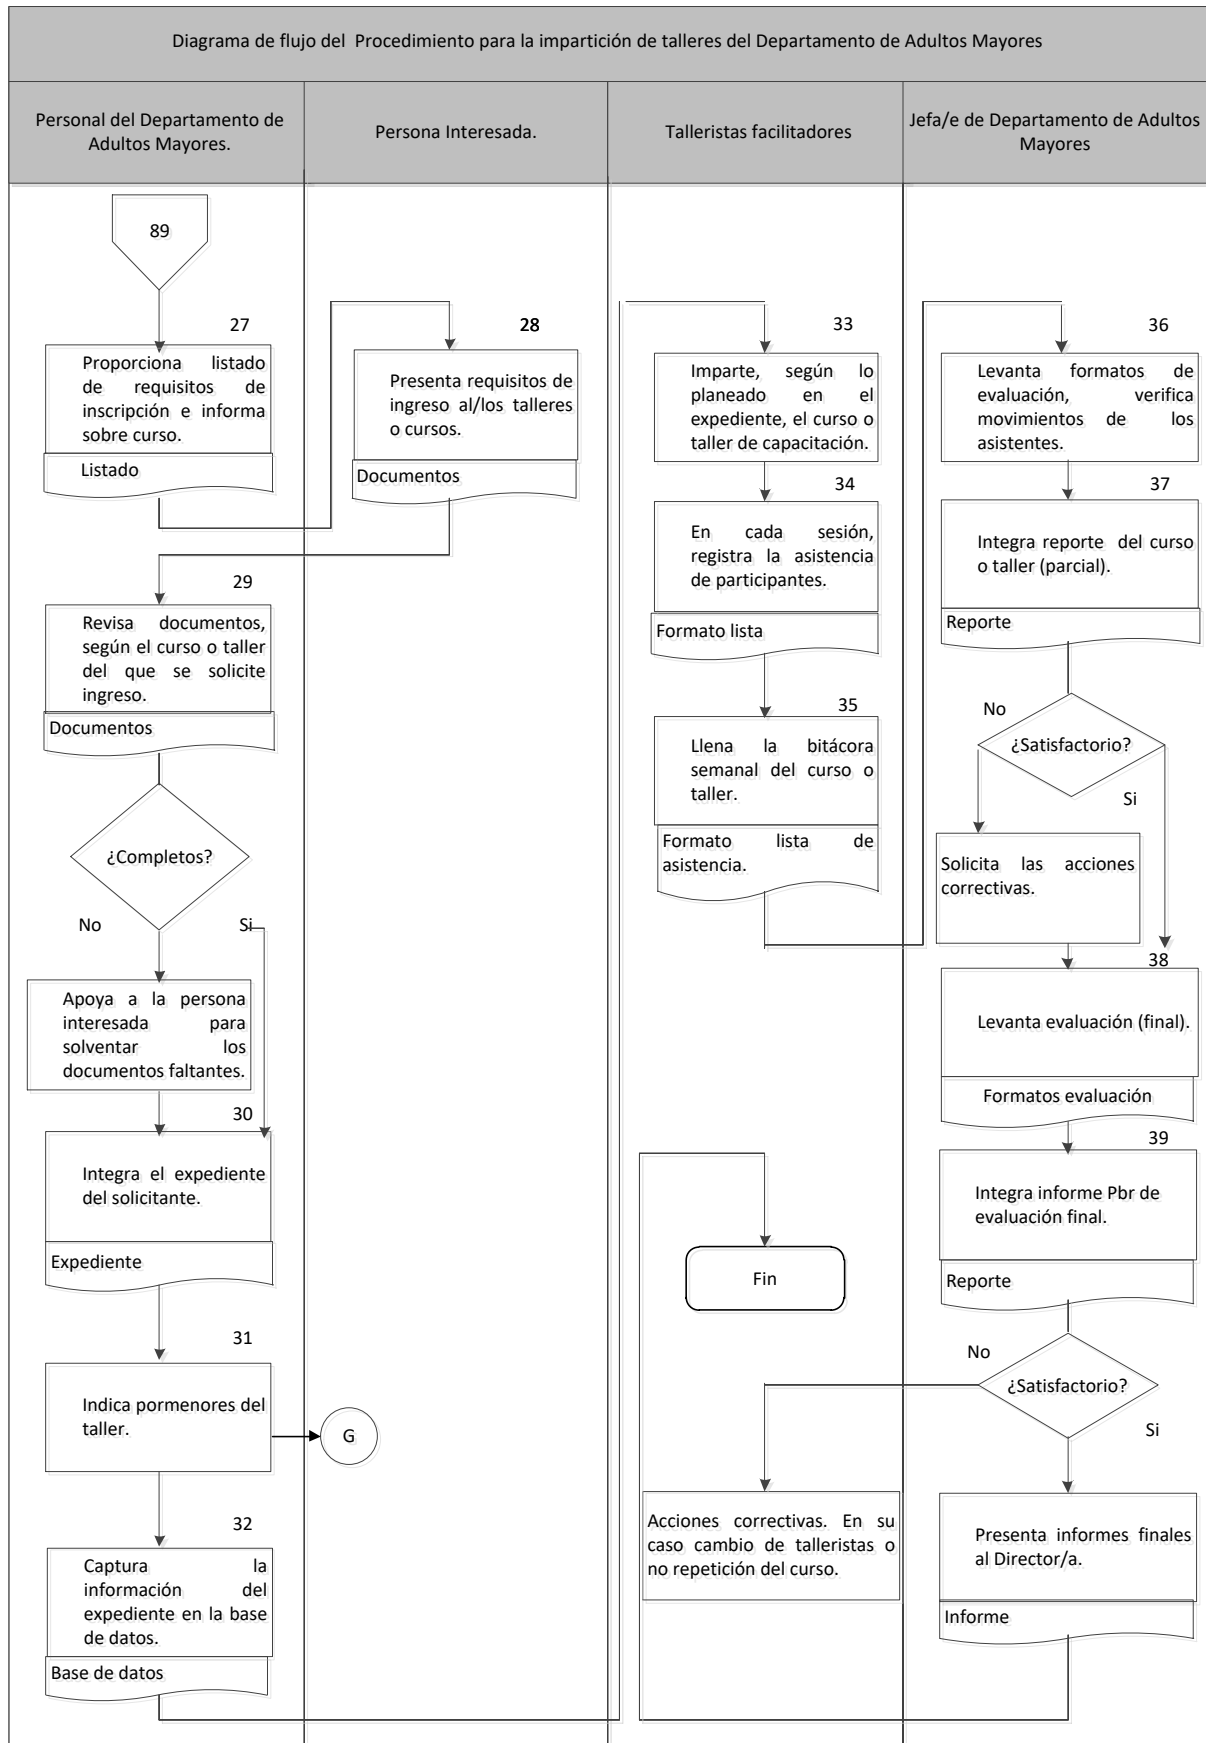 Diagrama de flujo del Procedimiento para la impartición de talleres del Departamento de Adultos Mayores
Personal del Departamento de
Adultos Mayores.
Persona Interesada.
Talleristas facilitadores
Jefa/e de Departamento de Adultos
Mayores
89
27
Proporciona listado
de requisitos de
inscripción e informa
sobre curso.
Listado
29
Revisa documentos,
según el curso o taller
del que se solicite
ingreso.
Documentos
¿Completos?
No
Si
Apoya a la persona
interesada para
solventar los
documentos faltantes.
30
Integra el expediente
del solicitante.
Expediente
31
Indica pormenores del
taller.
32
Captura la
información del
expediente en la base
de datos.
Base de datos
28
Presenta requisitos de
ingreso al/los talleres
o cursos.
Documentos
G
33
Imparte, según lo
planeado en el
expediente, el curso o
taller de capacitación.
34
En cada sesión,
registra la asistencia
de participantes.
Formato lista
35
Llena la bitácora
semanal del curso o
taller.
Formato lista de
asistencia.
Fin
Acciones correctivas. En su
caso cambio de talleristas o
no repetición del curso.
36
Levanta formatos de
evaluación, verifica
movimientos de los
asistentes.
37
Integra reporte del curso
o taller (parcial).
Reporte
No
¿Satisfactorio?
Si
Solicita las acciones
correctivas.
38
Levanta evaluación (final).
Formatos evaluación
39
Integra informe Pbr de
evaluación final.
Reporte
No
¿Satisfactorio?
Si
Presenta informes finales
al Director/a.
Informe